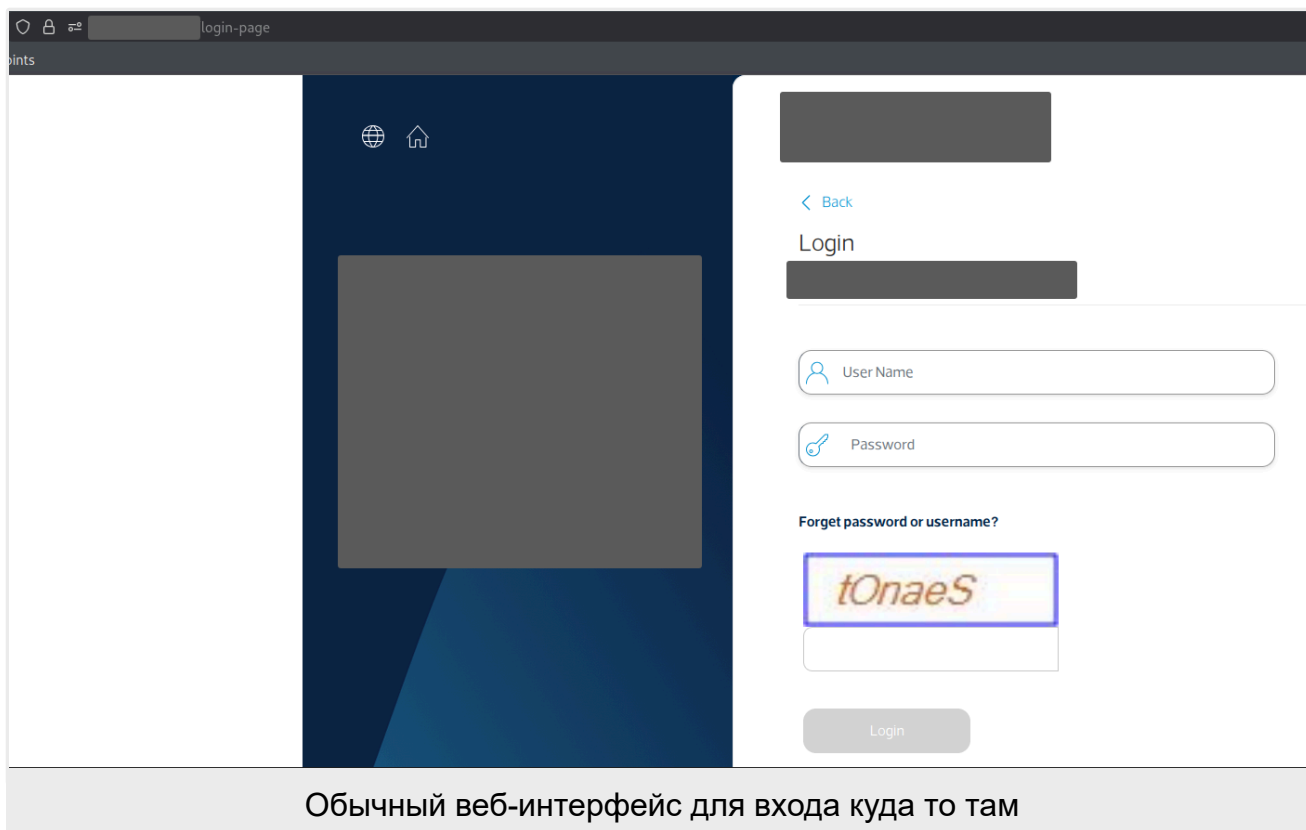 login-page
oints
Back
Login
User Name
Password
Forget password or username?
tOnaeS
Login
Обычный веб-интерфейс для входа куда то там